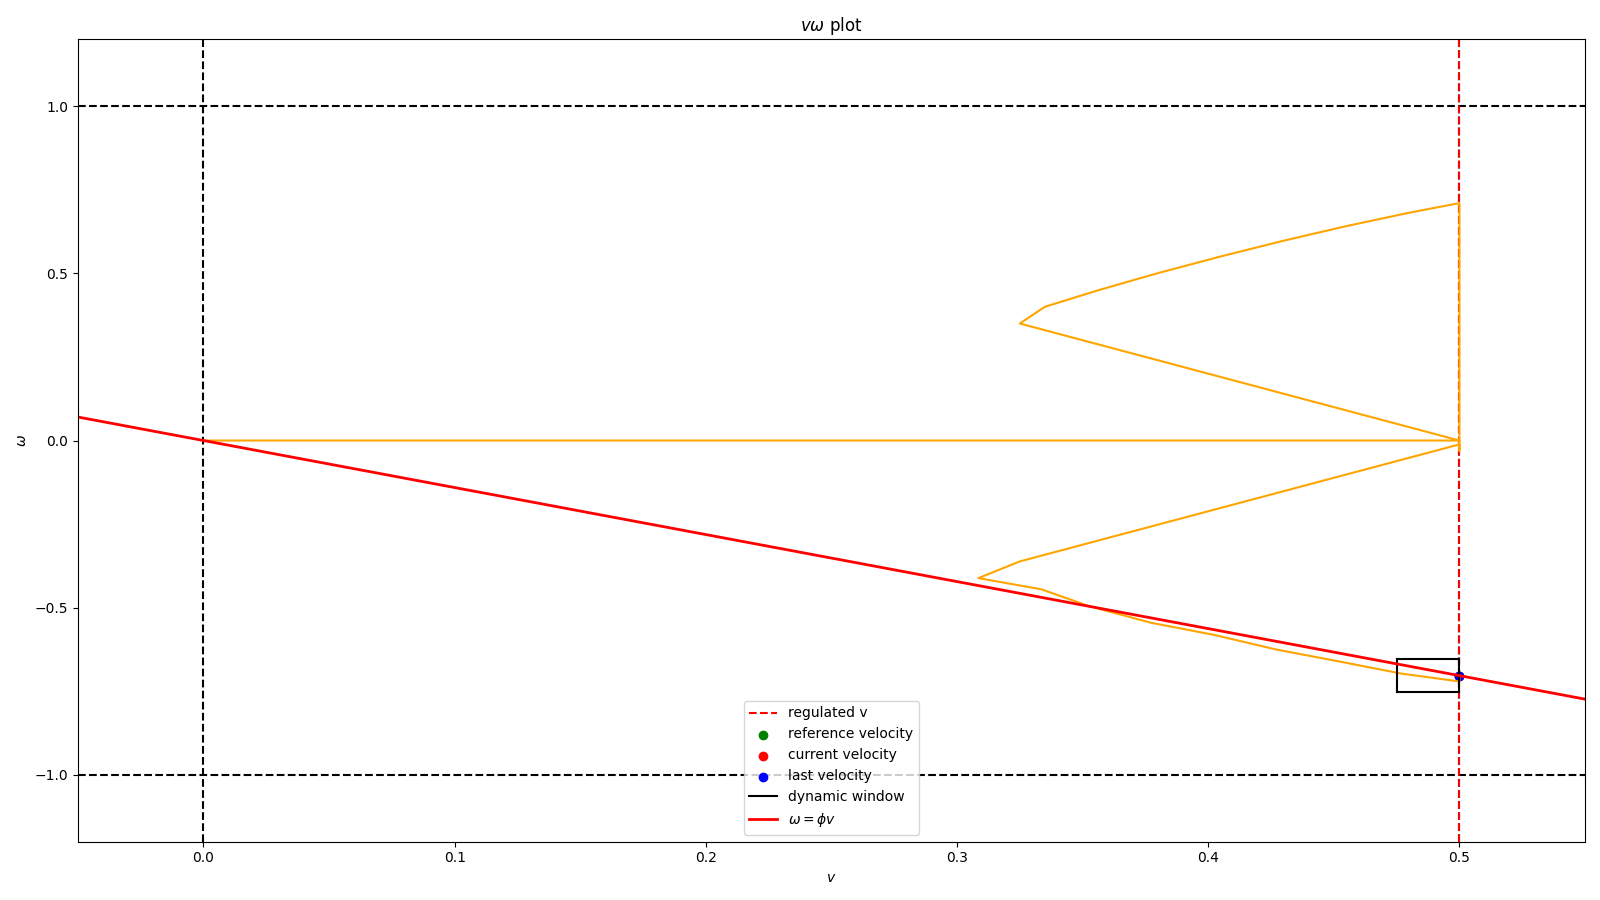 vω plot
1.0
0.5
0.0
−0.5
−1.0
ω
regulated v
reference velocity
current velocity
last velocity
dynamic window
ω = ϕv
0.0 0.1 0.2 0.3 0.4 0.5
v